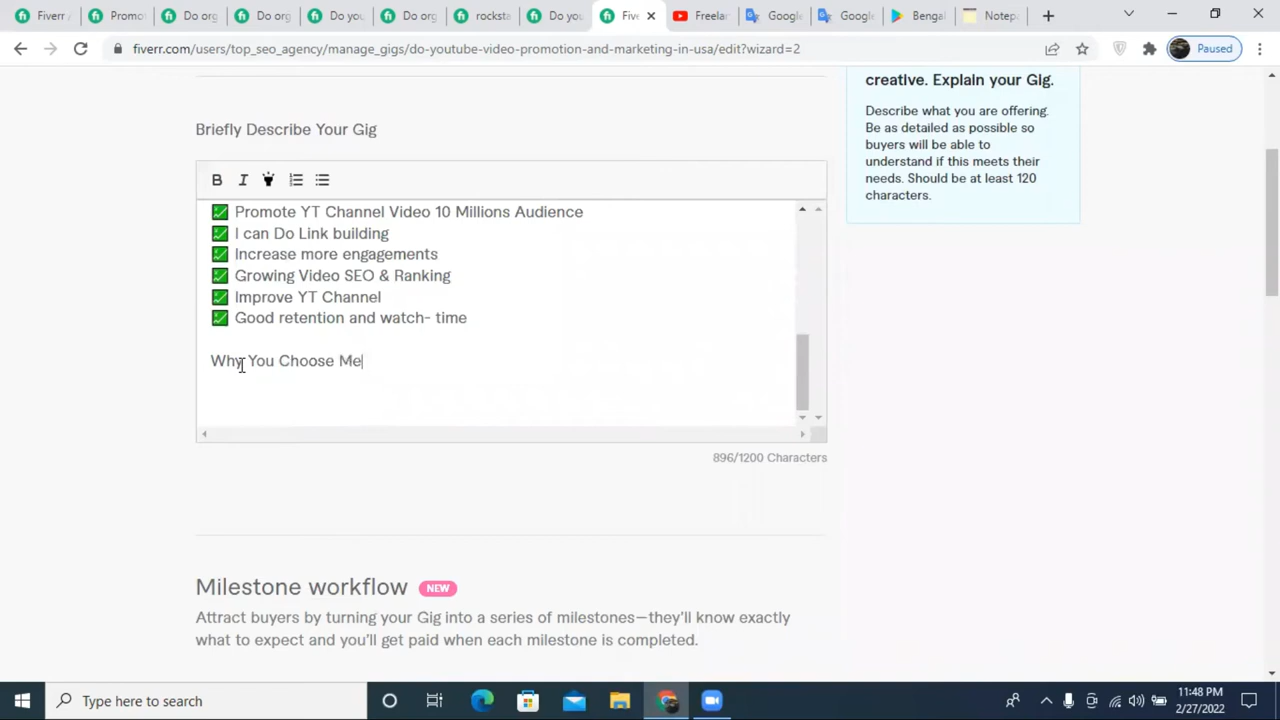 Fiverr /
Promo
Do org
Do org
Do you
Do org
rocksta
Do you
Five
Freelan
Google
Google
Bengal
Notepa
fiverr.com/users/top_seo_agency/manage_gigs/do-youtube-video-promotion-and-marketing-in-usa/edit?wizard=2
Paused
creative. Explain your Gig.
Describe what you are offering.
Be as detailed as possible so
buyers will be able to
understand if this meets their
needs. Should be at least 120
characters.
Briefly Describe Your Gig
B I
Promote YT Channel Video 10 Millions Audience
I can Do Link building
Increase more engagements
Growing Video SEO & Ranking
Improve YT Channel
Good retention and watch- time
Why You Choose Me
896/1200 Characters
Milestone workflow NEW
Attract buyers by turning your Gig into a series of milestones—they'll know exactly
what to expect and you'll get paid when each milestone is completed.
Type here to search
11:48 PM
2/27/2022